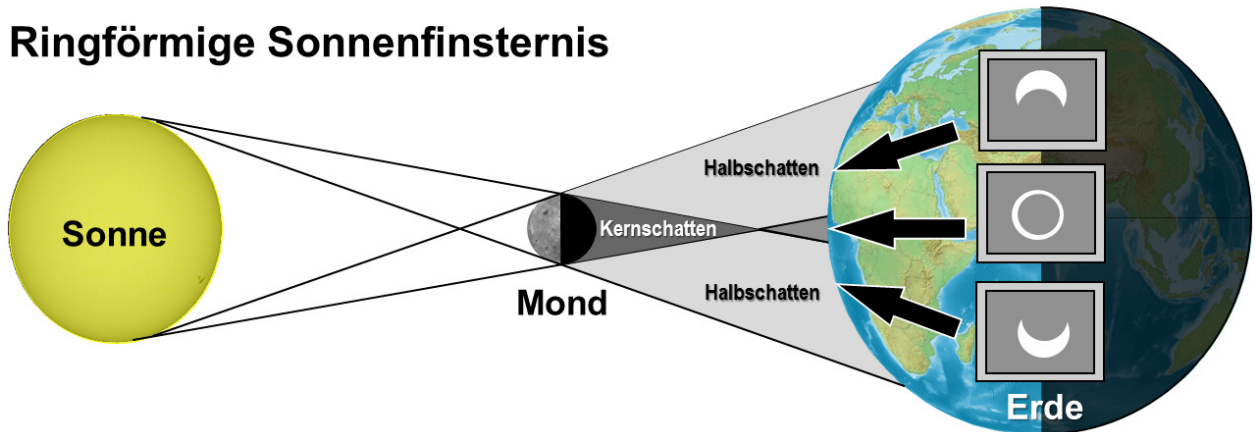 Ringförmige Sonnenfinsternis
Sonne
Mond
Halbschatten
Kernschatten
Halbschatten
Erde